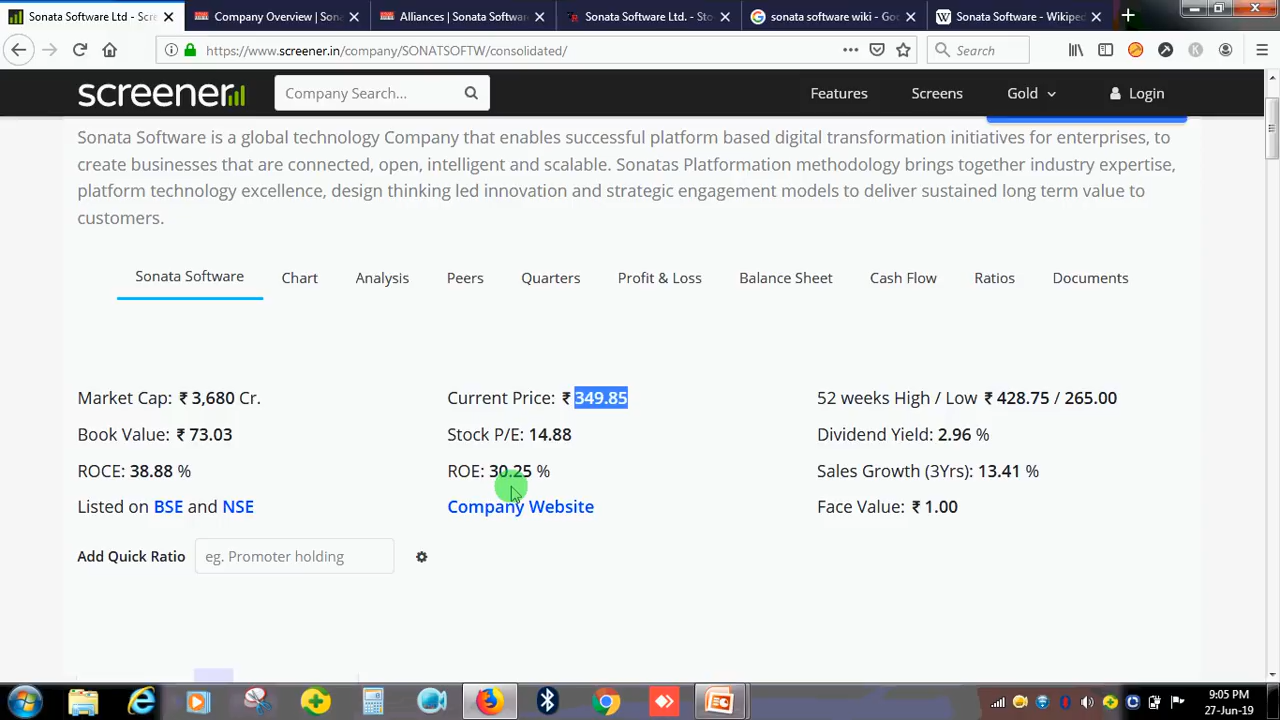 Sonata Software Ltd - Scre
Company Overview | Sona
Alliances | Sonata Softwar
Sonata Software Ltd. - Sto
sonata software wiki - Goo
Sonata Software - Wikiped
https://www.screener.in/company/SONATSOFTW/consolidated/
Search
screener
Company Search...
Features
Screens
Gold
Login
Sonata Software is a global technology Company that enables successful platform based digital transformation initiatives for enterprises, to
create businesses that are connected, open, intelligent and scalable. Sonatas Platformation methodology brings together industry expertise,
platform technology excellence, design thinking led innovation and strategic engagement models to deliver sustained long term value to
customers.
Sonata Software
Chart
Analysis
Peers
Quarters
Profit & Loss
Balance Sheet
Cash Flow
Ratios
Documents
Market Cap: ₹ 3,680 Cr.
Current Price: ₹ 349.85
52 weeks High / Low ₹ 428.75 / 265.00
Book Value: ₹ 73.03
Stock P/E: 14.88
Dividend Yield: 2.96 %
ROCE: 38.88 %
ROE: 30.25 %
Sales Growth (3Yrs): 13.41 %
Listed on BSE and NSE
Company Website
Face Value: ₹ 1.00
Add Quick Ratio
eg. Promoter holding
9:05 PM
27-Jun-19